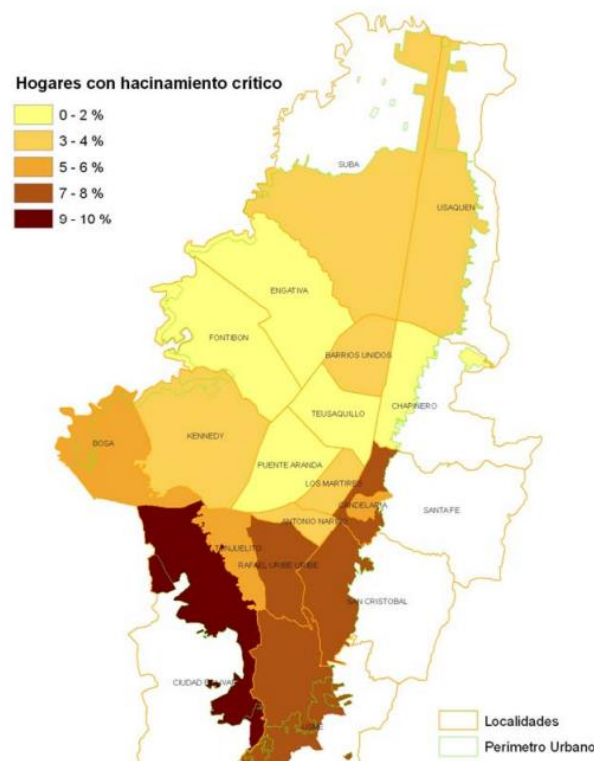 Hogares con hacinamiento crítico
0 - 2 %
3 - 4 %
5 - 6 %
7 - 8 %
9 - 10 %
SUBA
USAQUEN
ENGATIVA
FONTIBON
BARRIOS UNIDOS
CHAPINERO
TEUSAQUILLO
BOSA
KENNEDY
PUENTE ARANDA
LOS MARTIRES
CANDELARIA
SANTA FE
ANTONIO NARIÑO
TUNJUELITO
RAFAEL URIBE URIBE
SAN CRISTOBAL
CIUDAD BOLIVAR
USME
Localidades
Perimetro Urbano